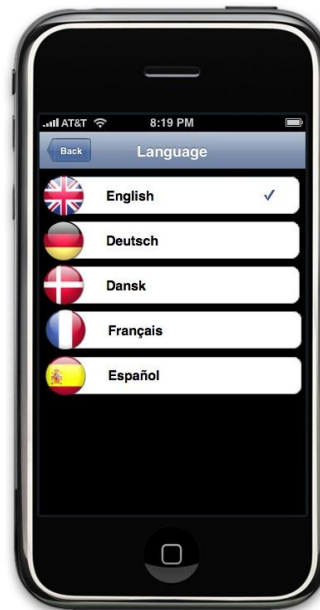 AT&T 8:19 PM
Back Language
English
Deutsch
Dansk
Français
Español